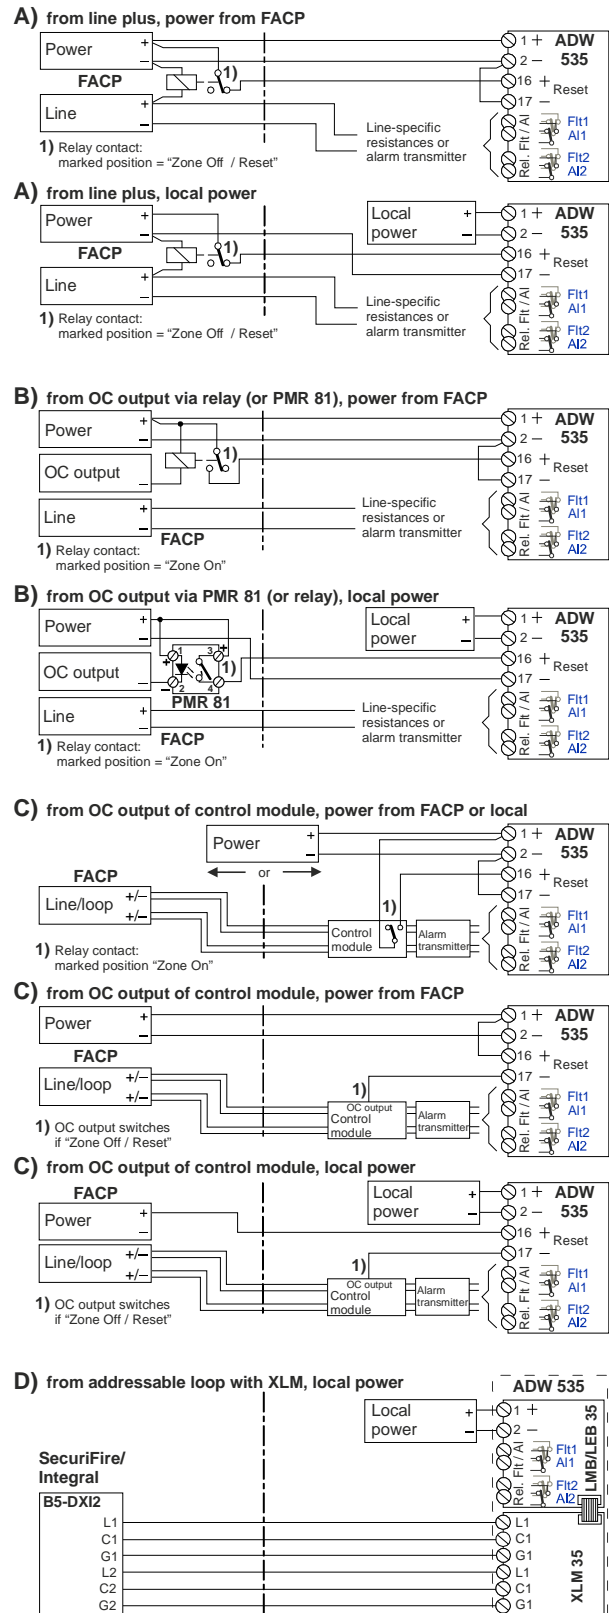 A) from line plus, power from FACP
Power + −
FACP
Line + −
1)
1) Relay contact:
marked position = "Zone Off / Reset"
Line-specific
resistances or
alarm transmitter
1 + ADW
2 − 535
16 + Reset
17 −
Rel. Flt / Al
Flt1
Al1
Flt2
Al2
A) from line plus, local power
Power + −
FACP
Line + −
1)
1) Relay contact:
marked position = "Zone Off / Reset"
Local + 
power −
Line-specific
resistances or
alarm transmitter
1 + ADW
2 − 535
16 + Reset
17 −
Rel. Flt / Al
Flt1
Al1
Flt2
Al2
B) from OC output via relay (or PMR 81), power from FACP
Power + −
OC output −
Line + −
FACP
1)
1) Relay contact:
marked position = "Zone On"
Line-specific
resistances or
alarm transmitter
1 + ADW
2 − 535
16 + Reset
17 −
Rel. Flt / Al
Flt1
Al1
Flt2
Al2
B) from OC output via PMR 81 (or relay), local power
Power + −
OC output −
Line + −
FACP
+ 1 3 +
− 2 4
1)
PMR 81
1) Relay contact:
marked position = "Zone On"
Local +
power −
Line-specific
resistances or
alarm transmitter
1 + ADW
2 − 535
16 + Reset
17 −
Rel. Flt / Al
Flt1
Al1
Flt2
Al2
C) from OC output of control module, power from FACP or local
Power + −
or
FACP
Line/loop +/− +/−
1) Relay contact:
marked position "Zone On"
1)
Control
module
Alarm
transmitter
1 + ADW
2 − 535
16 + Reset
17 −
Rel. Flt / Al
Flt1
Al1
Flt2
Al2
C) from OC output of control module, power from FACP
Power + −
FACP
Line/loop +/− +/−
1) OC output switches
if "Zone Off / Reset"
1)
OC output
Control
module
Alarm
transmitter
1 + ADW
2 − 535
16 + Reset
17 −
Rel. Flt / Al
Flt1
Al1
Flt2
Al2
C) from OC output of control module, local power
FACP
Power + −
Line/loop +/− +/−
1) OC output switches
if "Zone Off / Reset"
Local +
power −
1)
OC output
Control
module
Alarm
transmitter
1 + ADW
2 − 535
16 + Reset
17 −
Rel. Flt / Al
Flt1
Al1
Flt2
Al2
D) from addressable loop with XLM, local power
ADW 535
Local +
power −
1 +
2 −
Rel. Flt / Al
Flt1
Al1
Flt2
Al2
LMB/LEB 35
SecuriFire/
Integral
B5-DXI2
L1 L1
C1 C1
G1 G1
L2 L1
C2 C1
G2 G1
XLM 35